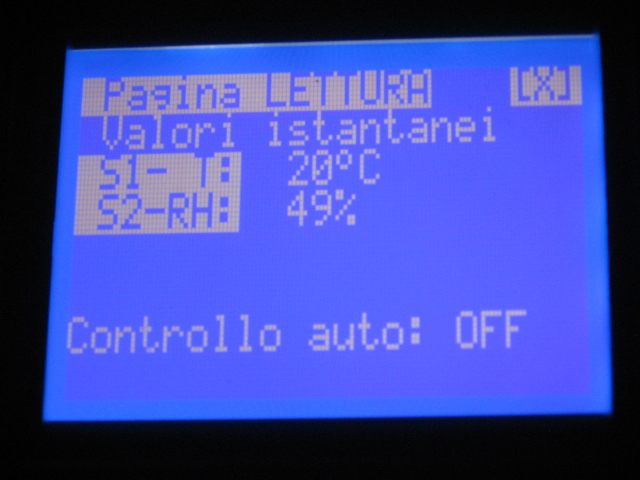 Pagina LETTURA [X]
Valori istantanei
S1- T: 20°C
S2-RH: 49%
Controllo auto: OFF